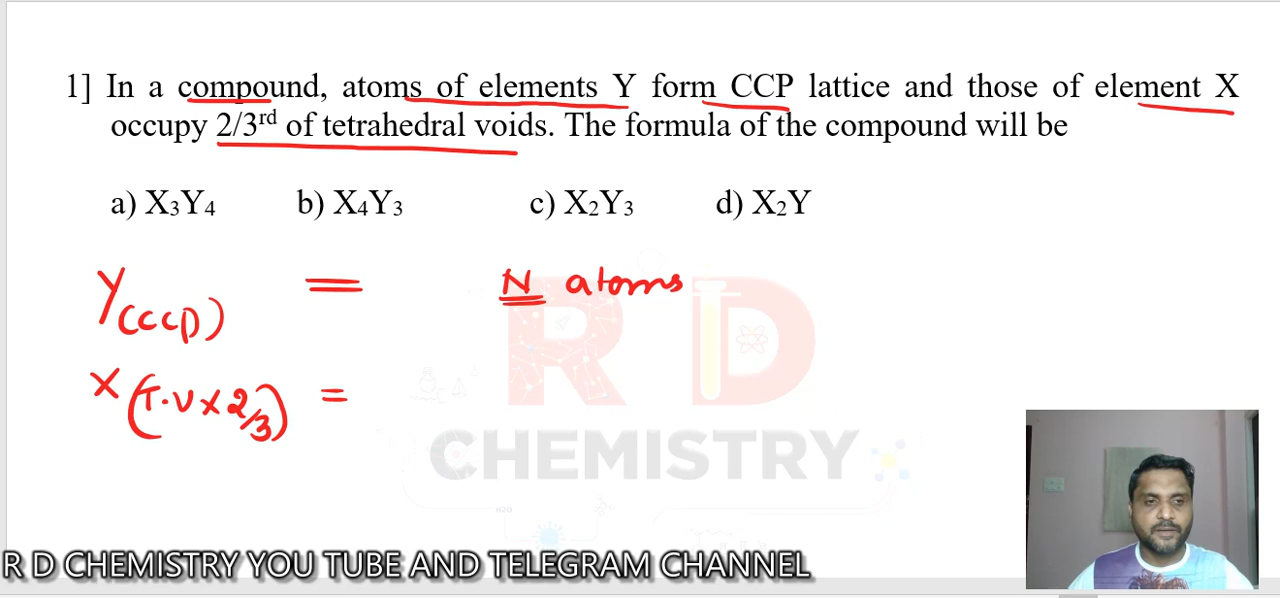 1] In a compound, atoms of elements Y form CCP lattice and those of element X
occupy 2/3rd of tetrahedral voids. The formula of the compound will be
a) X3Y4 b) X4Y3 c) X2Y3 d) X2Y
Y(CCP) = N atoms
X (T.V X 2/3) =
R D
CHEMISTRY
H2O
R D CHEMISTRY YOU TUBE AND TELEGRAM CHANNEL